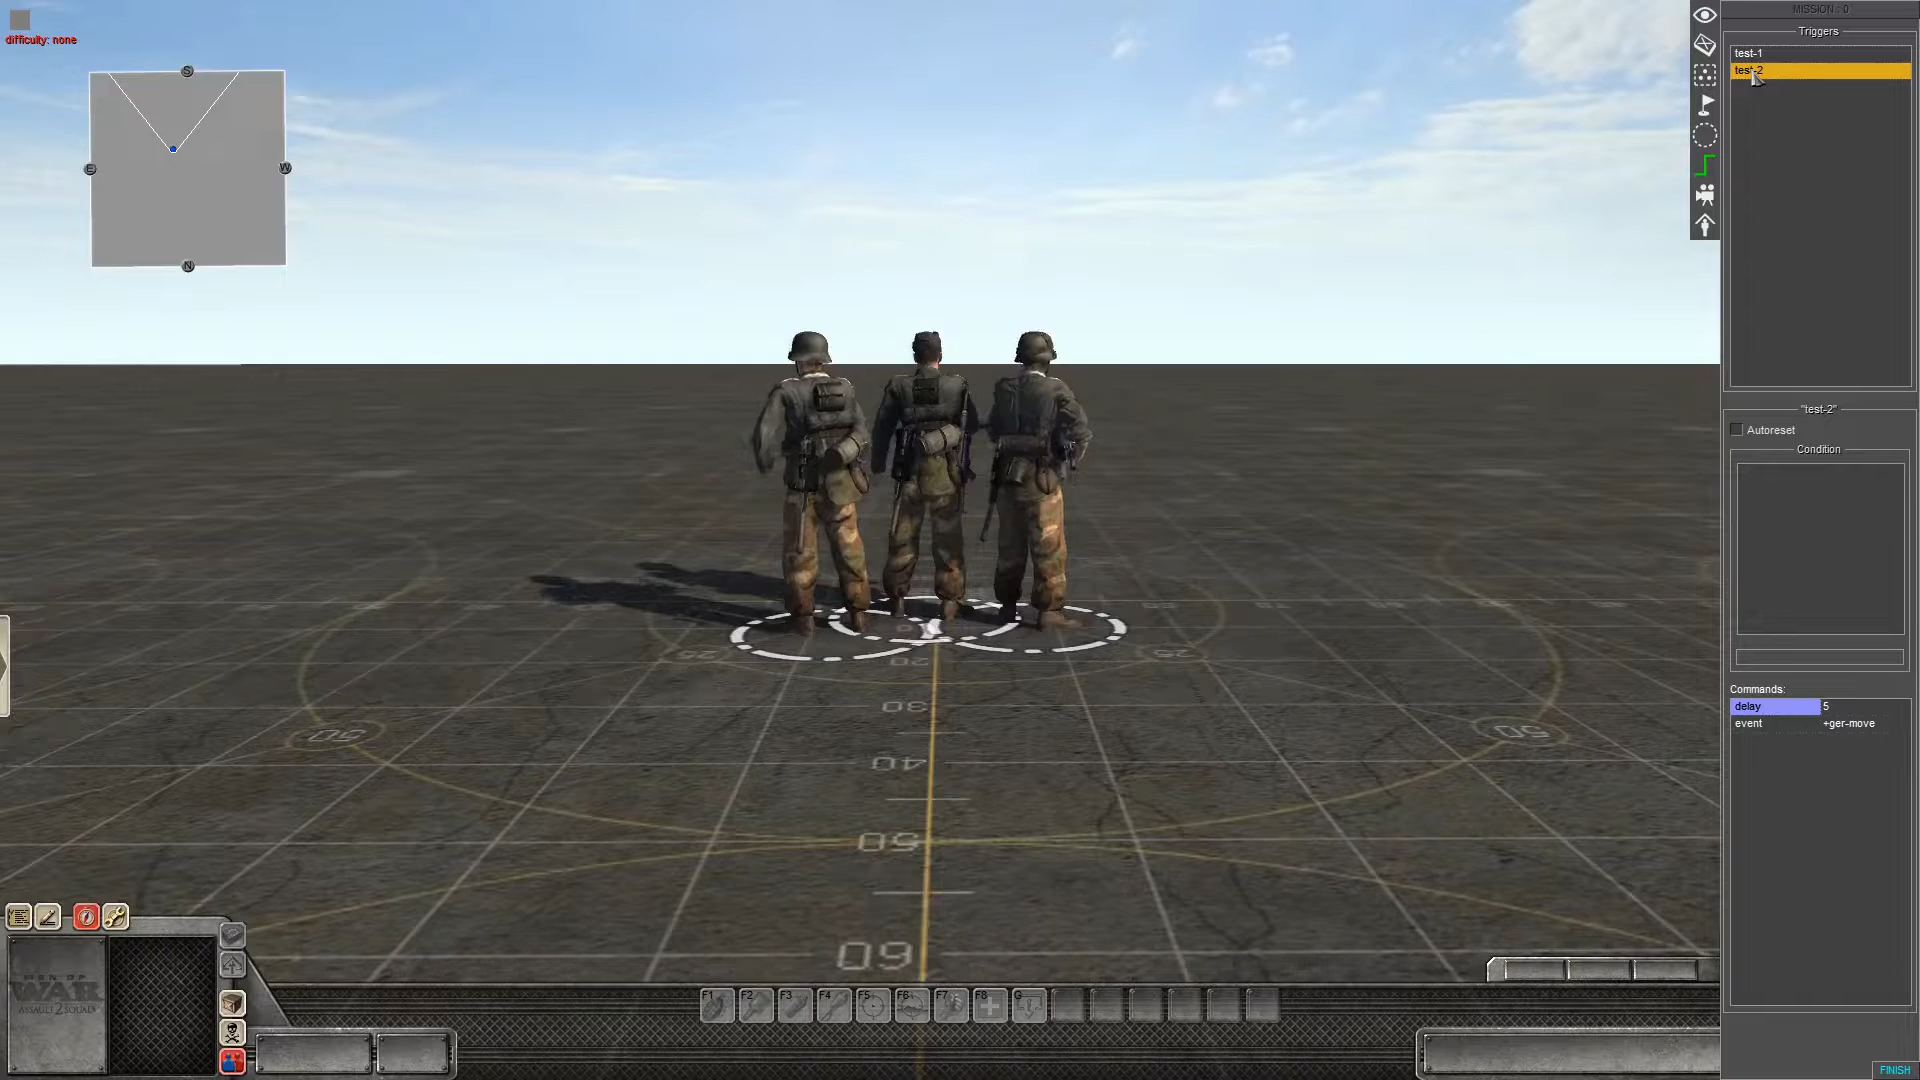 MISSION : 0
Triggers
difficulty: none
test-1
test-2
S
E
W
N
"test-2"
Autoreset
Condition
Commands:
delay 5
event +ger-move
25
20
25
30
50
50
40
50
60
MEN OF
WAR
ASSAULT 2 SQUAD
F1 F2 F3 F4 F5 F6 F7 F8 G
FINISH